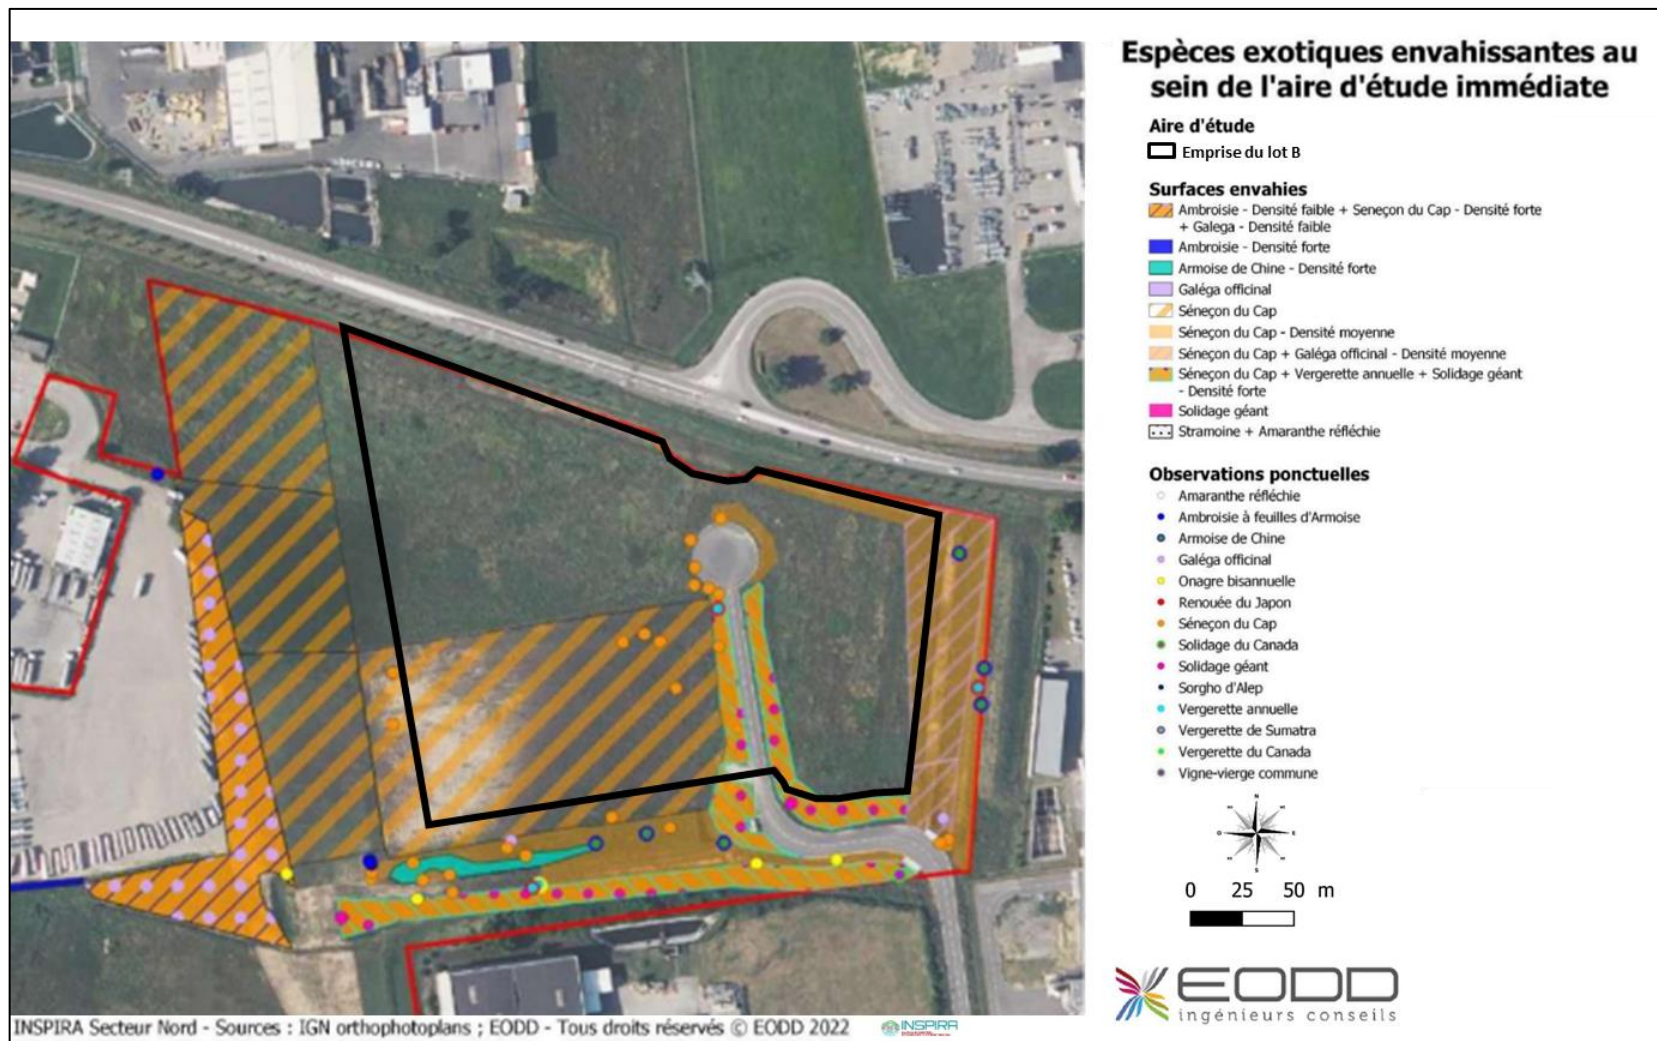 Espèces exotiques envahissantes au
sein de l'aire d'étude immédiate
Aire d'étude
Emprise du lot B
Surfaces envahies
Ambroisie - Densité faible + Seneçon du Cap - Densité forte
+ Galega - Densité faible
Ambroisie - Densité forte
Armoise de Chine - Densité forte
Galéga officinal
Séneçon du Cap
Séneçon du Cap - Densité moyenne
Séneçon du Cap + Galéga officinal - Densité moyenne
Séneçon du Cap + Vergerette annuelle + Solidage géant
- Densité forte
Solidage géant
Stramoine + Amaranthe réfléchie
Observations ponctuelles
Amaranthe réfléchie
Ambroisie à feuilles d'Armoise
Armoise de Chine
Galéga officinal
Onagre bisannuelle
Renouée du Japon
Séneçon du Cap
Solidage du Canada
Solidage géant
Sorgho d'Alep
Vergerette annuelle
Vergerette de Sumatra
Vergerette du Canada
Vigne-vierge commune
N
O E
S
0 25 50 m
EODD
ingénieurs conseils
INSPIRA Secteur Nord - Sources : IGN orthophotoplans ; EODD - Tous droits réservés © EODD 2022
INSPIRA